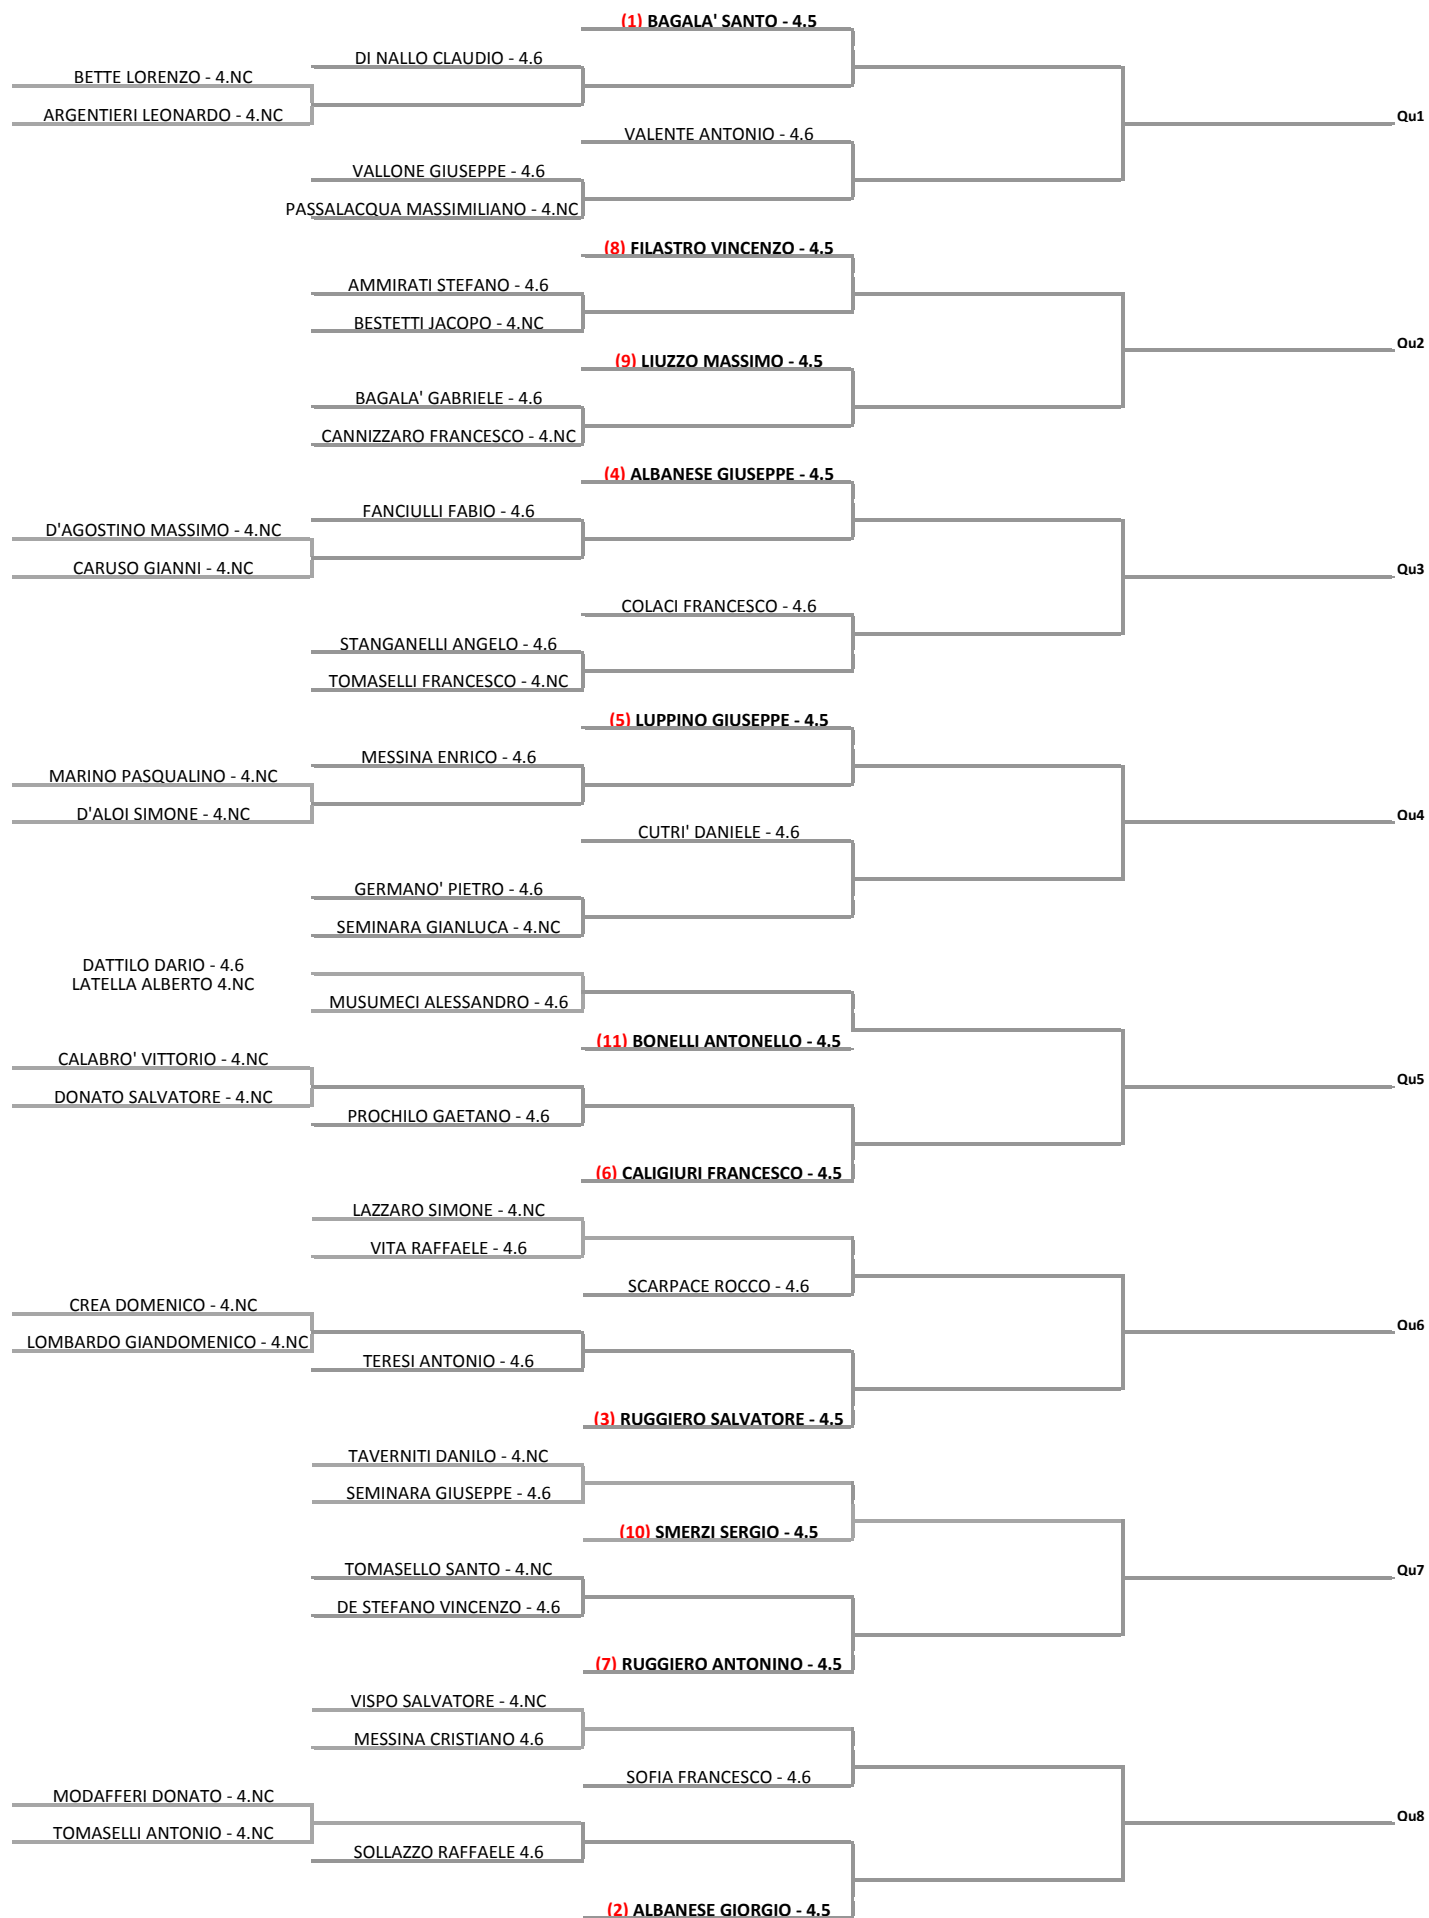 (1) BAGALA' SANTO - 4.5
DI NALLO CLAUDIO - 4.6
BETTE LORENZO - 4.NC
ARGENTIERI LEONARDO - 4.NC
Qu1
VALENTE ANTONIO - 4.6
VALLONE GIUSEPPE - 4.6
PASSALACQUA MASSIMILIANO - 4.NC
(8) FILASTRO VINCENZO - 4.5
AMMIRATI STEFANO - 4.6
BESTETTI JACOPO - 4.NC
Qu2
(9) LIUZZO MASSIMO - 4.5
BAGALA' GABRIELE - 4.6
CANNIZZARO FRANCESCO - 4.NC
(4) ALBANESE GIUSEPPE - 4.5
FANCIULLI FABIO - 4.6
D'AGOSTINO MASSIMO - 4.NC
CARUSO GIANNI - 4.NC
Qu3
COLACI FRANCESCO - 4.6
STANGANELLI ANGELO - 4.6
TOMASELLI FRANCESCO - 4.NC
(5) LUPPINO GIUSEPPE - 4.5
MESSINA ENRICO - 4.6
MARINO PASQUALINO - 4.NC
D'ALOI SIMONE - 4.NC
Qu4
CUTRI' DANIELE - 4.6
GERMANO' PIETRO - 4.6
SEMINARA GIANLUCA - 4.NC
DATTILO DARIO - 4.6
LATELLA ALBERTO 4.NC
MUSUMECI ALESSANDRO - 4.6
(11) BONELLI ANTONELLO - 4.5
CALABRO' VITTORIO - 4.NC
Qu5
DONATO SALVATORE - 4.NC
PROCHILO GAETANO - 4.6
(6) CALIGIURI FRANCESCO - 4.5
LAZZARO SIMONE - 4.NC
VITA RAFFAELE - 4.6
SCARPACE ROCCO - 4.6
CREA DOMENICO - 4.NC
Qu6
LOMBARDO GIANDOMENICO - 4.NC
TERESI ANTONIO - 4.6
(3) RUGGIERO SALVATORE - 4.5
TAVERNITI DANILO - 4.NC
SEMINARA GIUSEPPE - 4.6
(10) SMERZI SERGIO - 4.5
TOMASELLO SANTO - 4.NC
Qu7
DE STEFANO VINCENZO - 4.6
(7) RUGGIERO ANTONINO - 4.5
VISPO SALVATORE - 4.NC
MESSINA CRISTIANO 4.6
SOFIA FRANCESCO - 4.6
MODAFFERI DONATO - 4.NC
Qu8
TOMASELLI ANTONIO - 4.NC
SOLLAZZO RAFFAELE 4.6
(2) ALBANESE GIORGIO - 4.5